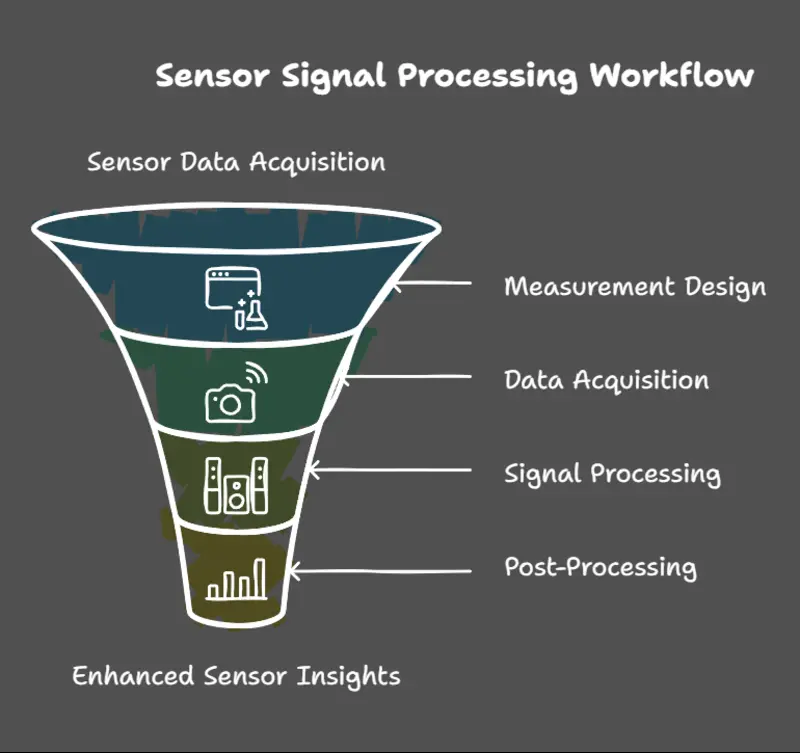 Sensor Signal Processing Workflow
Sensor Data Acquisition
Measurement Design
Data Acquisition
Signal Processing
Post-Processing
Enhanced Sensor Insights